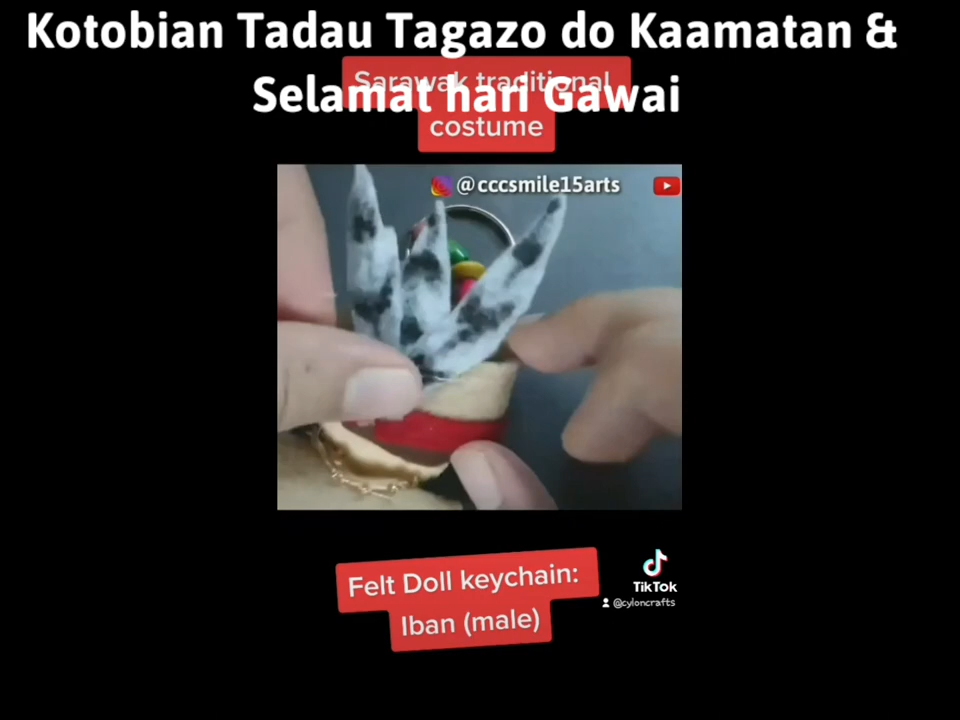 Kotobian Tadau Tagazo do Kaamatan &
Selamat hari Gawai
Sarawak traditional
costume
@cccsmile15arts
Felt Doll keychain:
Iban (male)
TikTok
@cyloncrafts